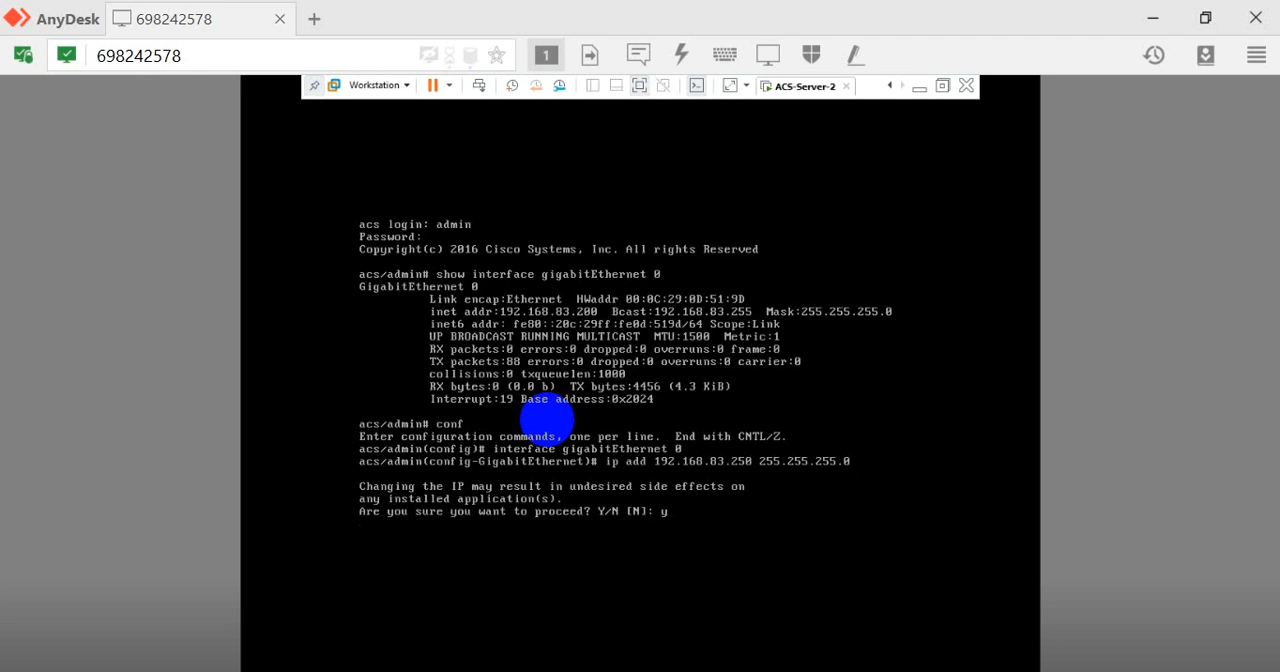 AnyDesk 698242578
698242578 1
Workstation ACS-Server-2
acs login: admin
Password:
Copyright(c) 2016 Cisco Systems, Inc. All rights Reserved
acs/admin# show interface gigabitEthernet 0
GigabitEthernet 0
Link encap:Ethernet HWaddr 00:0C:29:0D:51:9D
inet addr:192.168.83.200 Bcast:192.168.83.255 Mask:255.255.255.0
inet6 addr: fe80::20c:29ff:fe0d:519d/64 Scope:Link
UP BROADCAST RUNNING MULTICAST MTU:1500 Metric:1
RX packets:0 errors:0 dropped:0 overruns:0 frame:0
TX packets:88 errors:0 dropped:0 overruns:0 carrier:0
collisions:0 txqueuelen:1000
RX bytes:0 (0.0 b) TX bytes:4456 (4.3 KiB)
Interrupt:19 Base address:0x2024
acs/admin# conf
Enter configuration commands, one per line. End with CNTL/Z.
acs/admin(config)# interface gigabitEthernet 0
acs/admin(config-GigabitEthernet)# ip add 192.168.83.250 255.255.255.0
Changing the IP may result in undesired side effects on
any installed application(s).
Are you sure you want to proceed? Y/N [N]: y